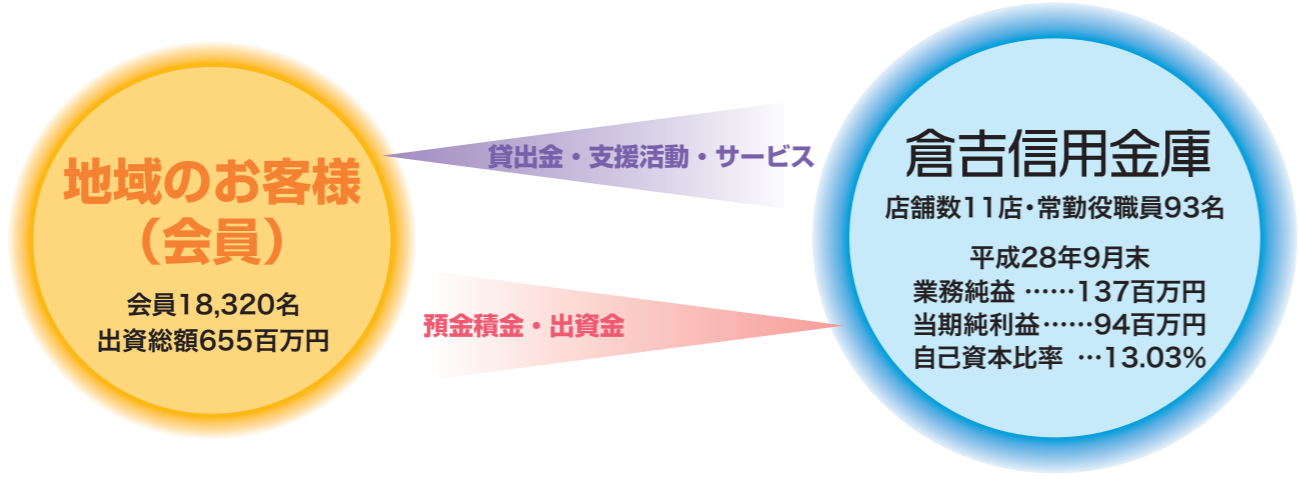 地域のお客様
（会員）
会員18,320名
出資総額655百万円
貸出金・支援活動・サービス
預金積金・出資金
倉吉信用金庫
店舗数11店･常勤役職員93名
平成28年9月末
業務純益 ……137百万円
当期純利益……94百万円
自己資本比率 …13.03%